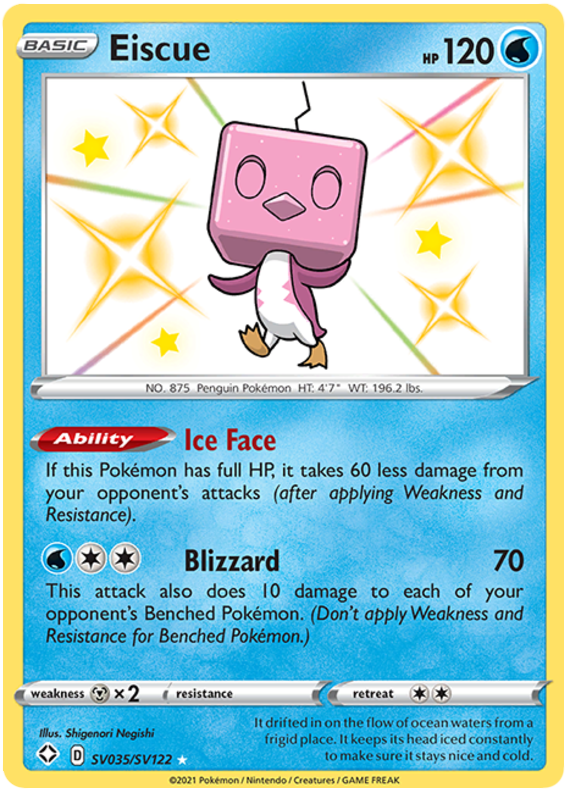 BASIC Eiscue HP 120
NO. 875 Penguin Pokémon HT: 4'7" WT: 196.2 lbs.
Ability Ice Face
If this Pokémon has full HP, it takes 60 less damage from
your opponent's attacks (after applying Weakness and
Resistance).
Blizzard 70
This attack also does 10 damage to each of your
opponent's Benched Pokémon. (Don't apply Weakness and
Resistance for Benched Pokémon.)
weakness ×2 resistance retreat
Illus. Shigenori Negishi
D SV035/SV122
It drifted in on the flow of ocean waters from a
frigid place. It keeps its head iced constantly
to make sure it stays nice and cold.
©2021 Pokémon / Nintendo / Creatures / GAME FREAK